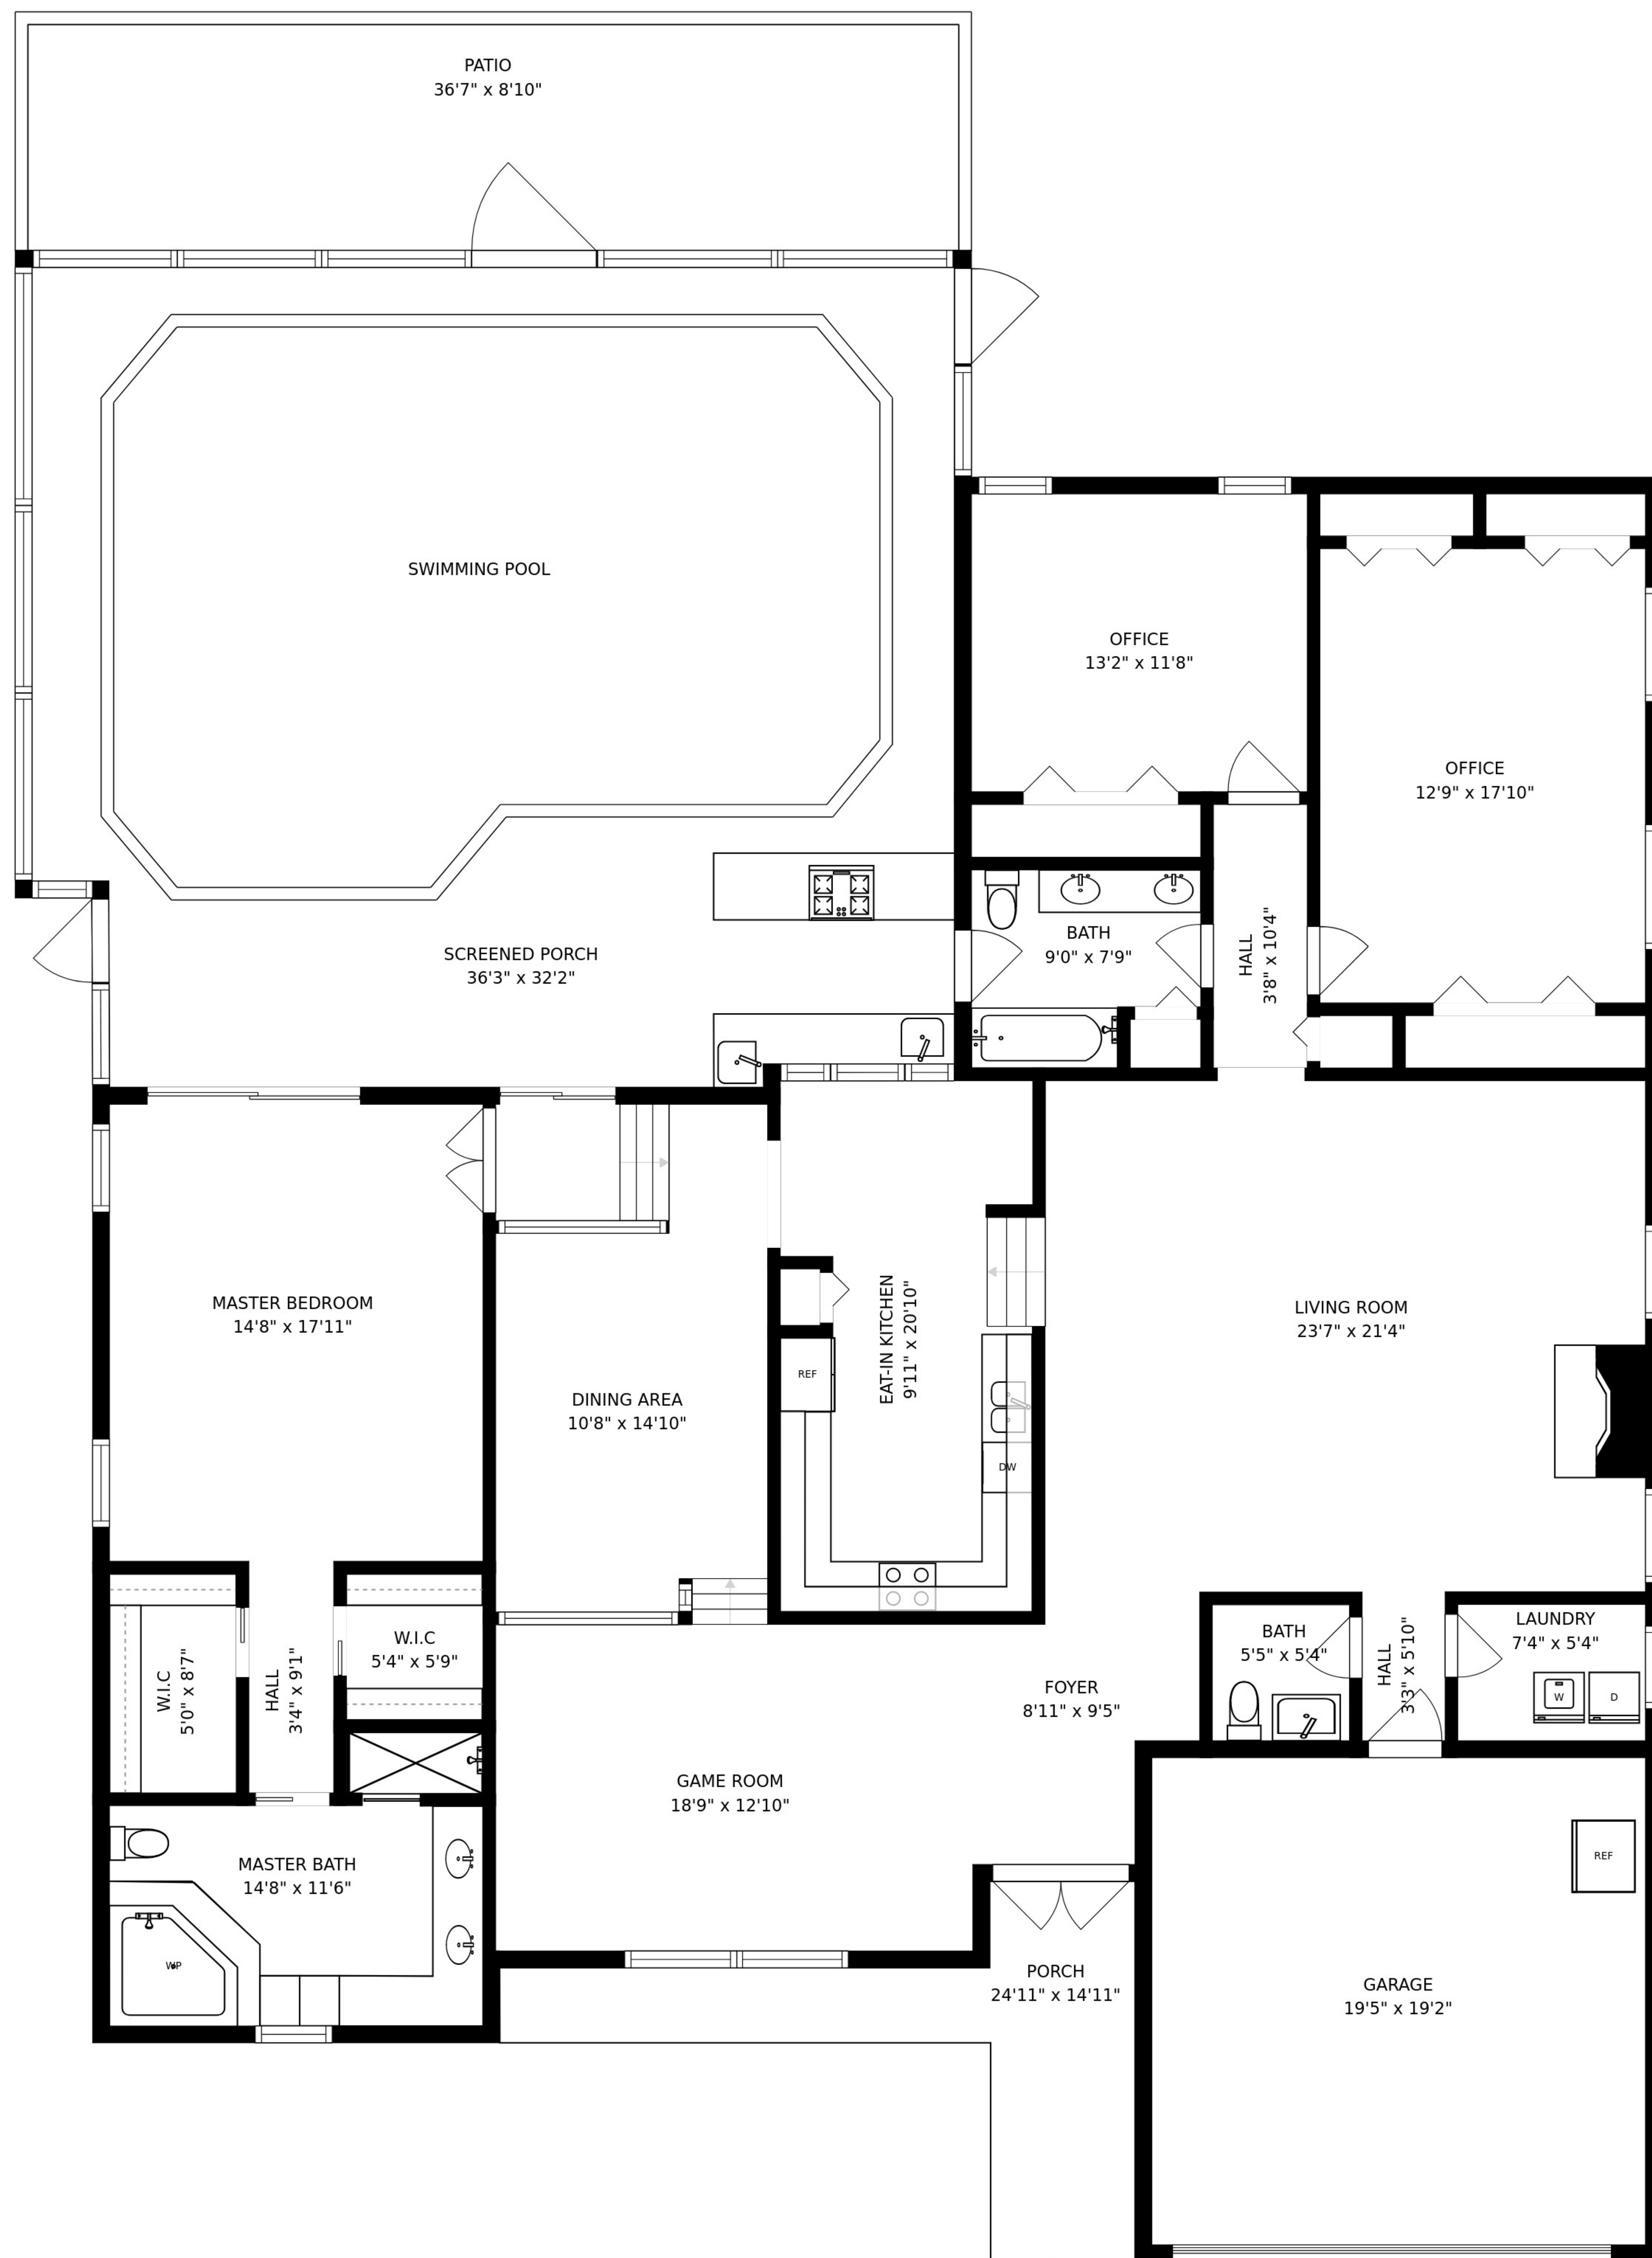 PATIO
36'7" x 8'10"
SWIMMING POOL
OFFICE
13'2" x 11'8"
OFFICE
12'9" x 17'10"
SCREENED PORCH
36'3" x 32'2"
BATH
9'0" x 7'9"
HALL
3'8" x 10'4"
MASTER BEDROOM
14'8" x 17'11"
DINING AREA
10'8" x 14'10"
REF
EAT-IN KITCHEN
9'11" x 20'10"
DW
LIVING ROOM
23'7" x 21'4"
W.I.C
5'0" x 8'7"
HALL
3'4" x 9'1"
W.I.C
5'4" x 5'9"
FOYER
8'11" x 9'5"
BATH
5'5" x 5'4"
HALL
3'3" x 5'10"
LAUNDRY
7'4" x 5'4"
W
D
GAME ROOM
18'9" x 12'10"
MASTER BATH
14'8" x 11'6"
WP
REF
PORCH
24'11" x 14'11"
GARAGE
19'5" x 19'2"